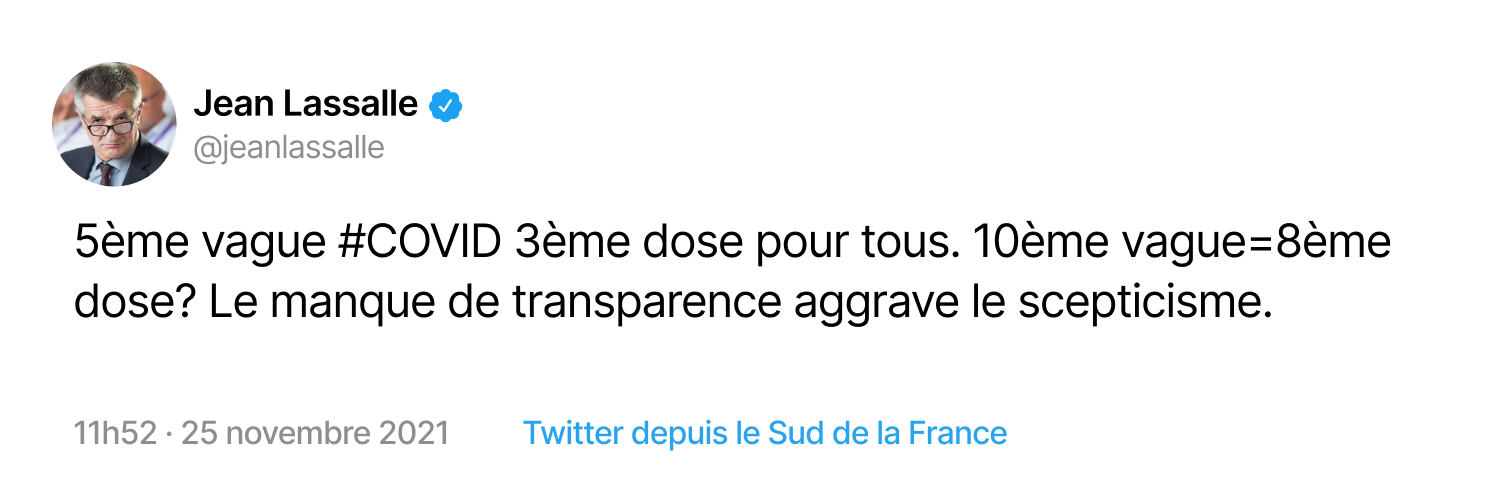 Jean Lassalle
@jeanlassalle
5ème vague #COVID 3ème dose pour tous. 10ème vague=8ème
dose? Le manque de transparence aggrave le scepticisme.
11h52 · 25 novembre 2021 Twitter depuis le Sud de la France